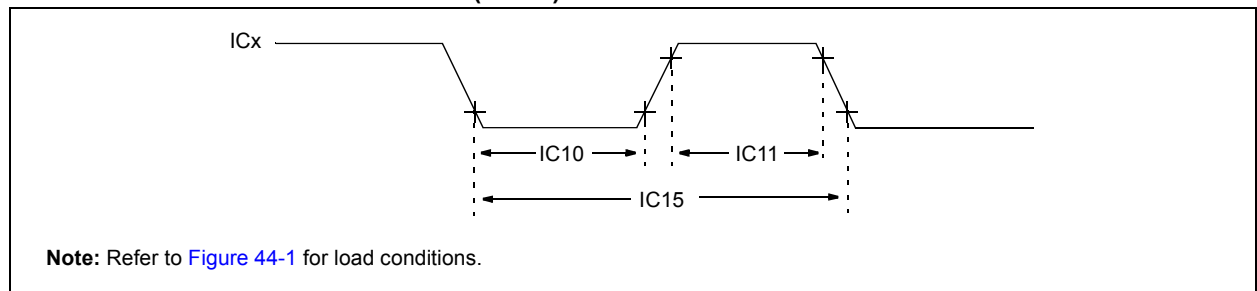 ICx
IC10
IC11
IC15
Note: Refer to Figure 44-1 for load conditions.